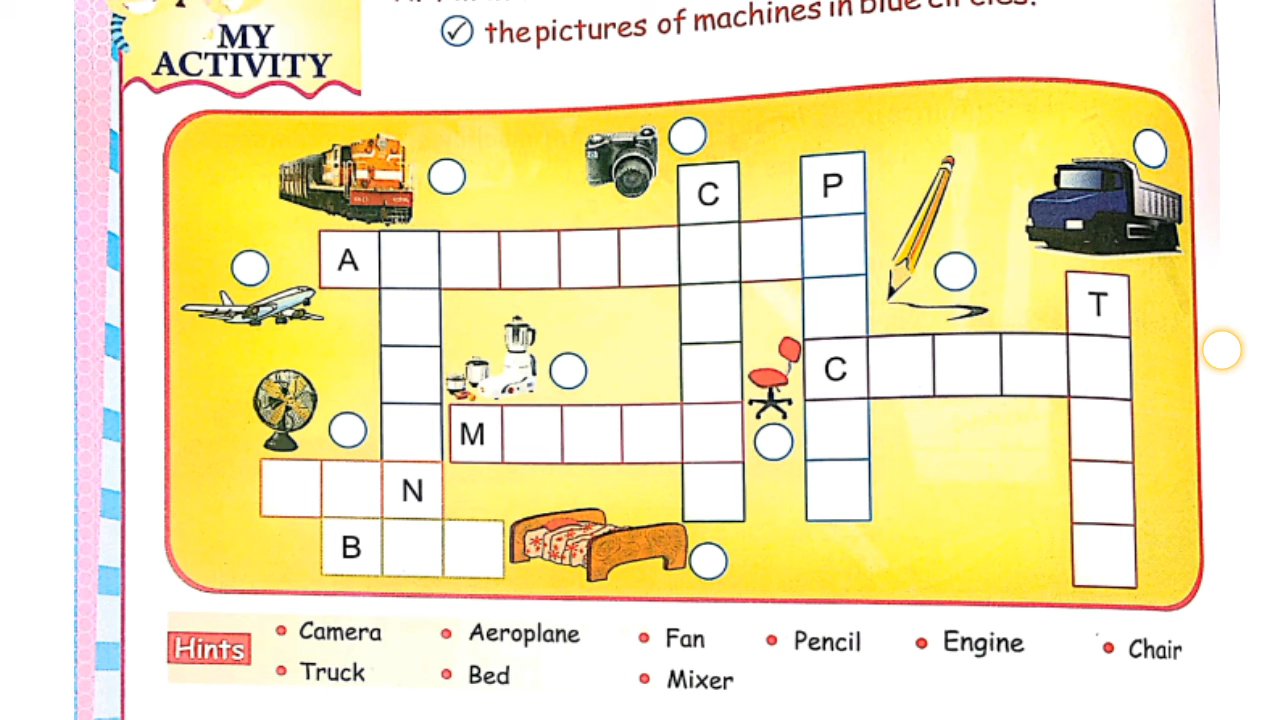 MY
ACTIVITY
the pictures of machines in blue circles.
C
P
A
T
C
M
N
B
Hints
Camera
Aeroplane
Fan
Pencil
Engine
Chair
Truck
Bed
Mixer